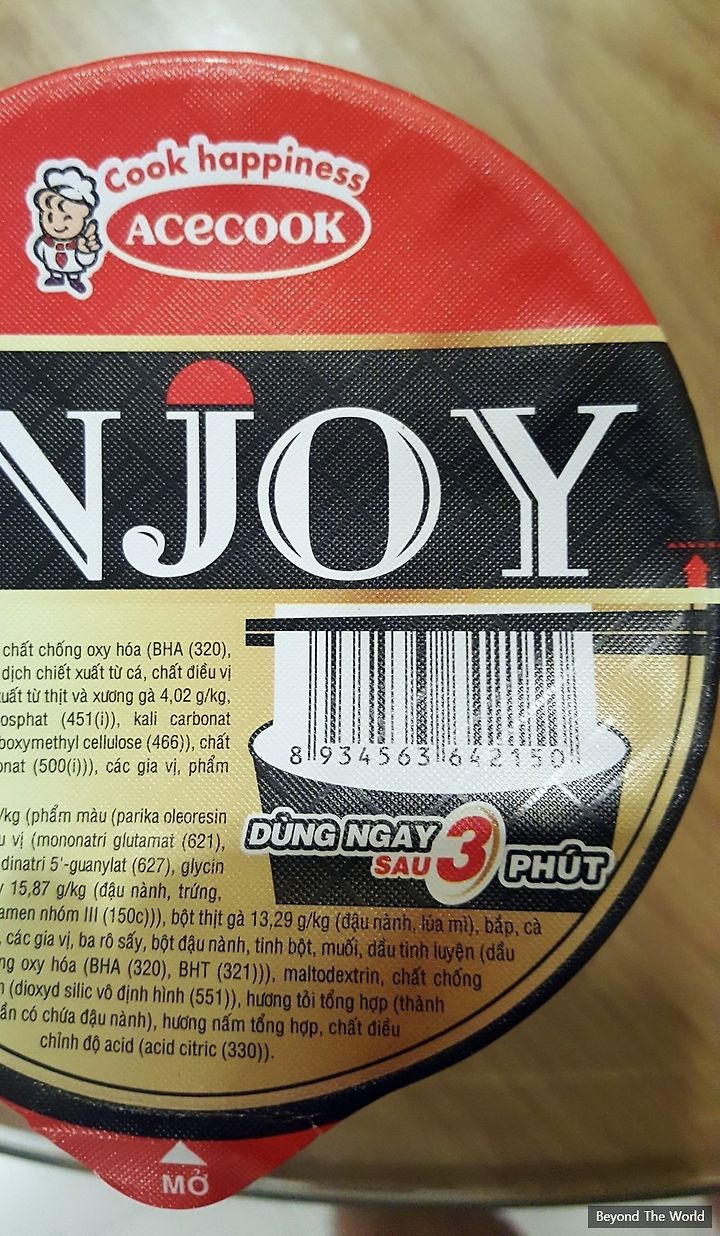 Cook happiness
ACECOOK
NJOY
chất chống oxy hóa (BHA (320),
dịch chiết xuất từ cá, chất điều vị
uất từ thịt và xương gà 4,02 g/kg,
osphat (451(i)), kali carbonat
boxymethyl cellulose (466)), chất
onat (500(i))), các gia vị, phẩm
8 934563 642150
/kg (phẩm màu (parika oleoresin
u vị (mononatri glutamat (621),
dinatri 5'-guanylat (627), glycin
15,87 g/kg (đậu nành, trứng,
DÙNG NGAY
SAU 3 PHÚT
amen nhóm III (150c))), bột thịt gà 13,29 g/kg (đậu nành, lúa mì), bắp, cà
, các gia vị, ba rô sấy, bột đậu nành, tinh bột, muối, dầu tinh luyện (dầu
ng oxy hóa (BHA (320), BHT (321))), maltodextrin, chất chống
n (dioxyd silic vô định hình (551)), hương tỏi tổng hợp (thành
ần có chứa đậu nành), hương nấm tổng hợp, chất điều
chỉnh độ acid (acid citric (330)).
MỞ
Beyond The World